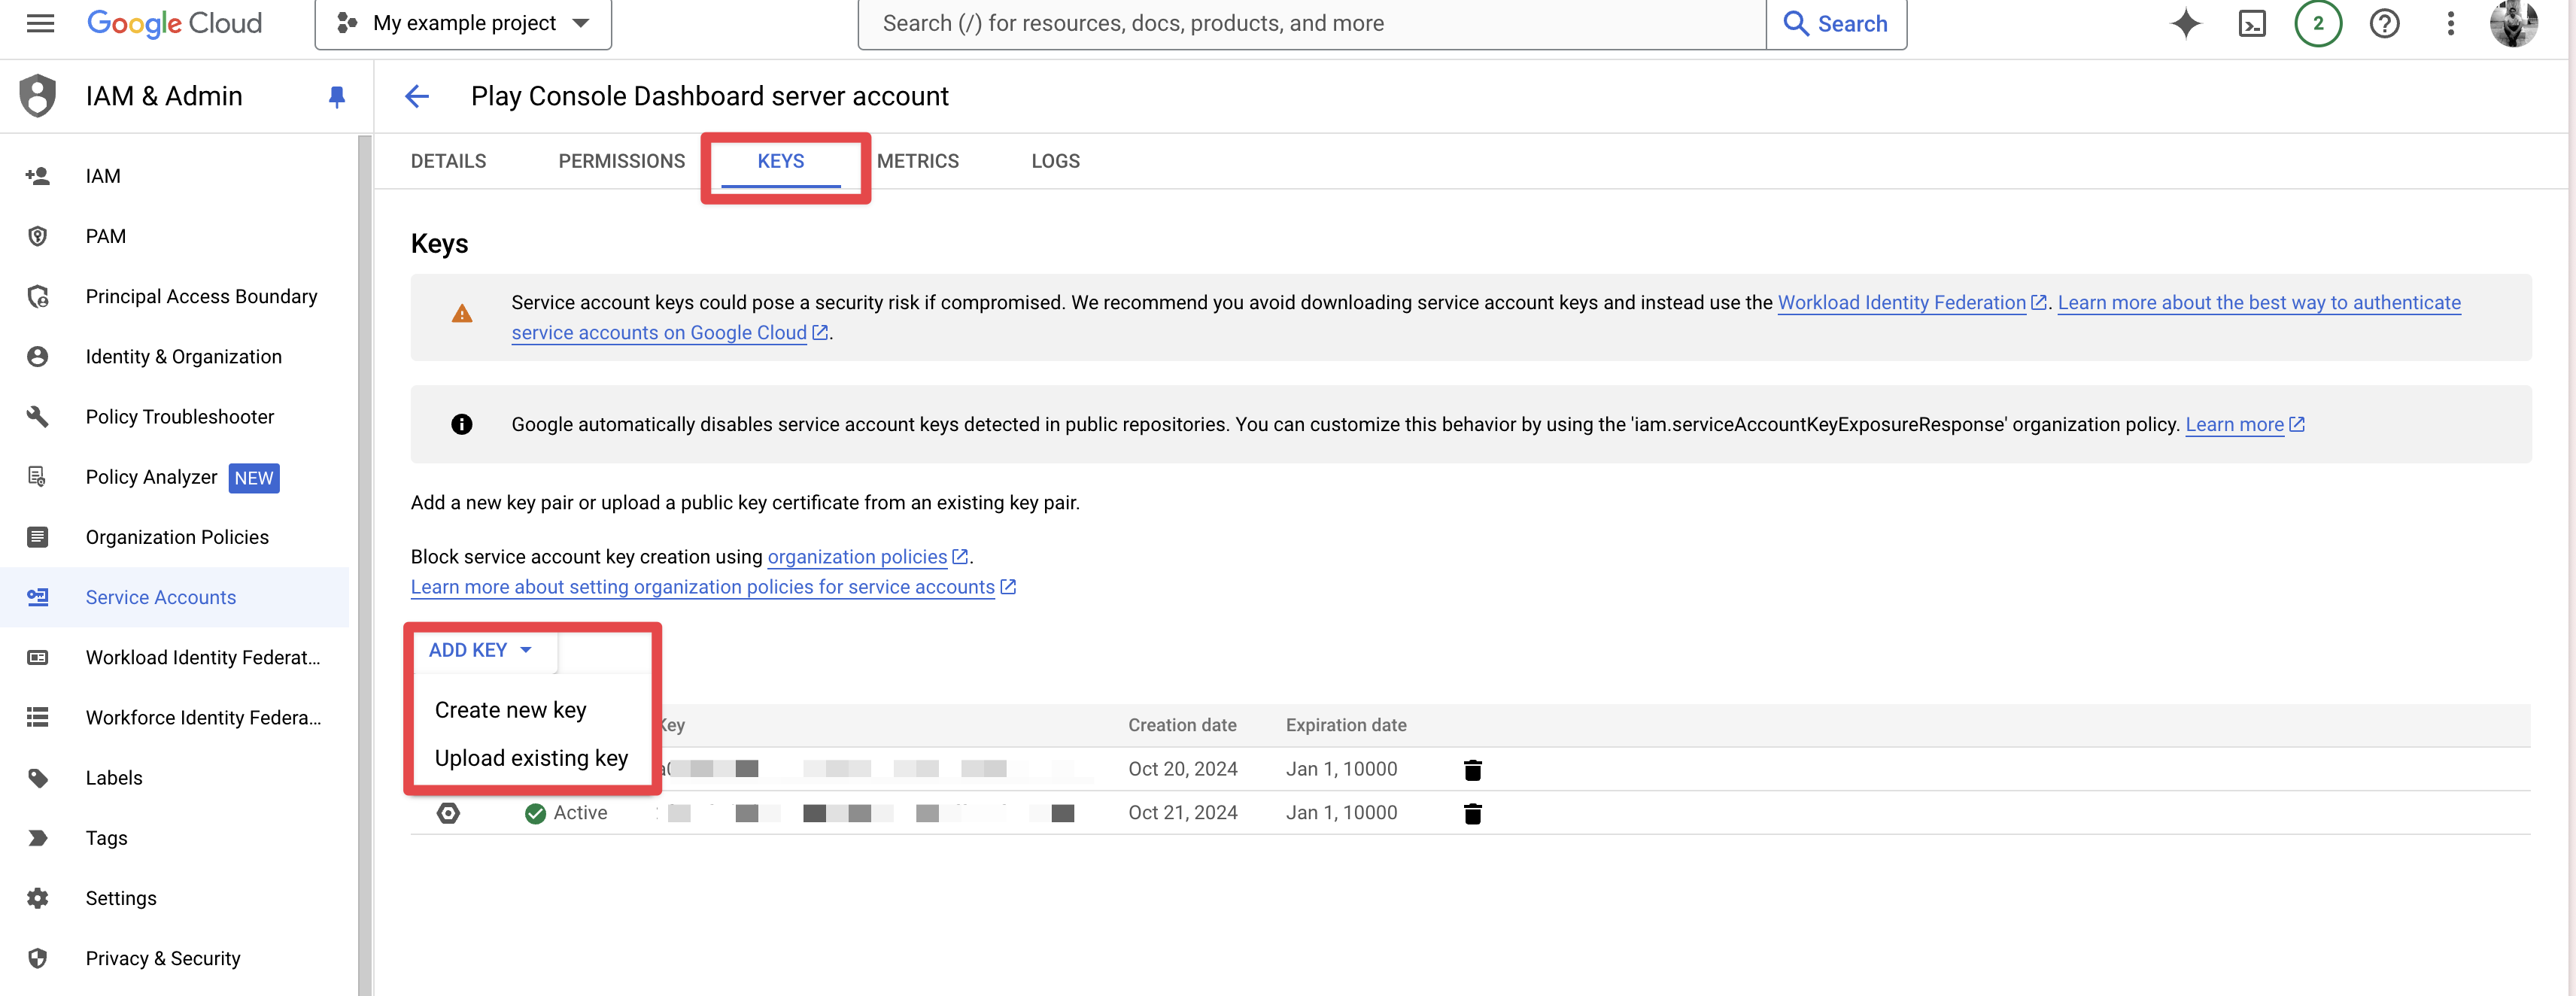 Google Cloud
My example project
Search (/) for resources, docs, products, and more
Search
2
IAM & Admin
Play Console Dashboard server account
DETAILS
PERMISSIONS
KEYS
METRICS
LOGS
IAM
PAM
Principal Access Boundary
Identity & Organization
Policy Troubleshooter
Policy Analyzer NEW
Organization Policies
Service Accounts
Workload Identity Federat...
Workforce Identity Federa...
Labels
Tags
Settings
Privacy & Security
Keys
Service account keys could pose a security risk if compromised. We recommend you avoid downloading service account keys and instead use the Workload Identity Federation. Learn more about the best way to authenticate
service accounts on Google Cloud.
Google automatically disables service account keys detected in public repositories. You can customize this behavior by using the 'iam.serviceAccountKeyExposureResponse' organization policy. Learn more
Add a new key pair or upload a public key certificate from an existing key pair.
Block service account key creation using organization policies.
Learn more about setting organization policies for service accounts
ADD KEY
Create new key
Upload existing key
Key Creation date Expiration date
Oct 20, 2024 Jan 1, 10000
Active Oct 21, 2024 Jan 1, 10000